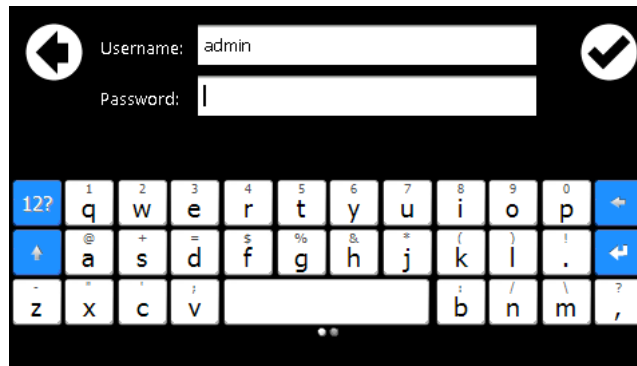 Username: admin
Password:
1 2 3 4 5 6 7 8 9 0
12? q w e r t y u i o p
@ + = $ % & * ( ) !
a s d f g h j k l .
- " ' ; : / \ ?
z x c v b n m ,